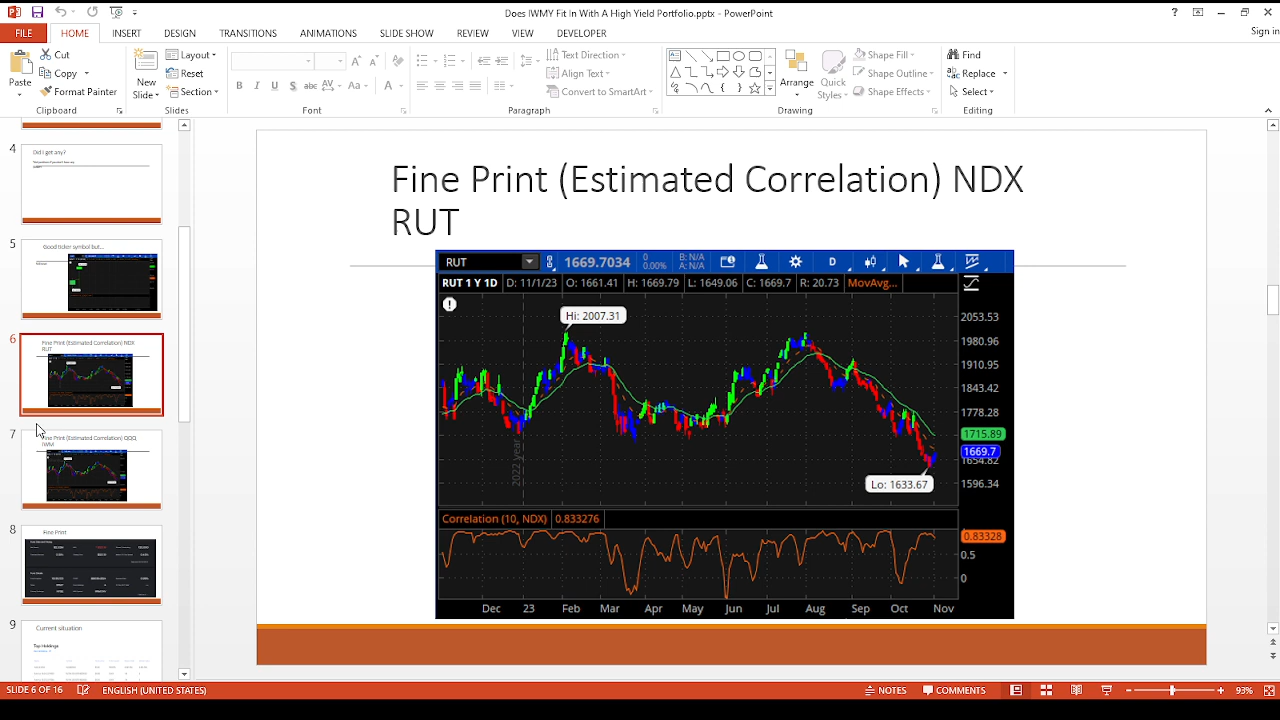 Does IWMY Fit In With A High Yield Portfolio.pptx - PowerPoint
?
Sign in
FILE HOME INSERT DESIGN TRANSITIONS ANIMATIONS SLIDE SHOW REVIEW VIEW DEVELOPER
Paste
Cut
Copy
Format Painter
Clipboard
New
Slide
Layout
Reset
Section
Slides
B I U S abc AV Aa A
Font
Text Direction
Align Text
Convert to SmartArt
Paragraph
Arrange
Quick
Styles
Shape Fill
Shape Outline
Shape Effects
Drawing
Find
Replace
Select
Editing
4
Did I get any?
5
Good ticker symbol but...
6
Fine Print (Estimated Correlation) NDX
RUT
7
Fine Print (Estimated Correlation) QQQ,
IWM
8
Fine Print
9
Current situation
Top Holdings
Fine Print (Estimated Correlation) NDX
RUT
RUT 1669.7034 0 0.00% B: N/A A: N/A D
RUT 1 Y 1D D: 11/1/23 O: 1661.41 H: 1669.79 L: 1649.06 C: 1669.7 R: 20.73 MovAvg...
Hi: 2007.31
2053.53
1980.96
1910.95
1843.42
1778.28
1715.89
1669.7
1654.82
1596.34
2022 year
Lo: 1633.67
Correlation (10, NDX) 0.833276
0.83328
0.5
0
Dec 23 Feb Mar Apr May Jun Jul Aug Sep Oct Nov
SLIDE 6 OF 16 ENGLISH (UNITED STATES) NOTES COMMENTS 93%